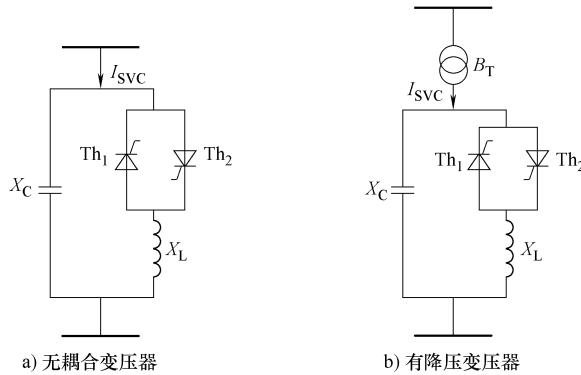 I_SVC
Th₁
Th₂
X_C
X_L
a) 无耦合变压器
B_T
I_SVC
Th₁
Th₂
X_C
X_L
b) 有降压变压器